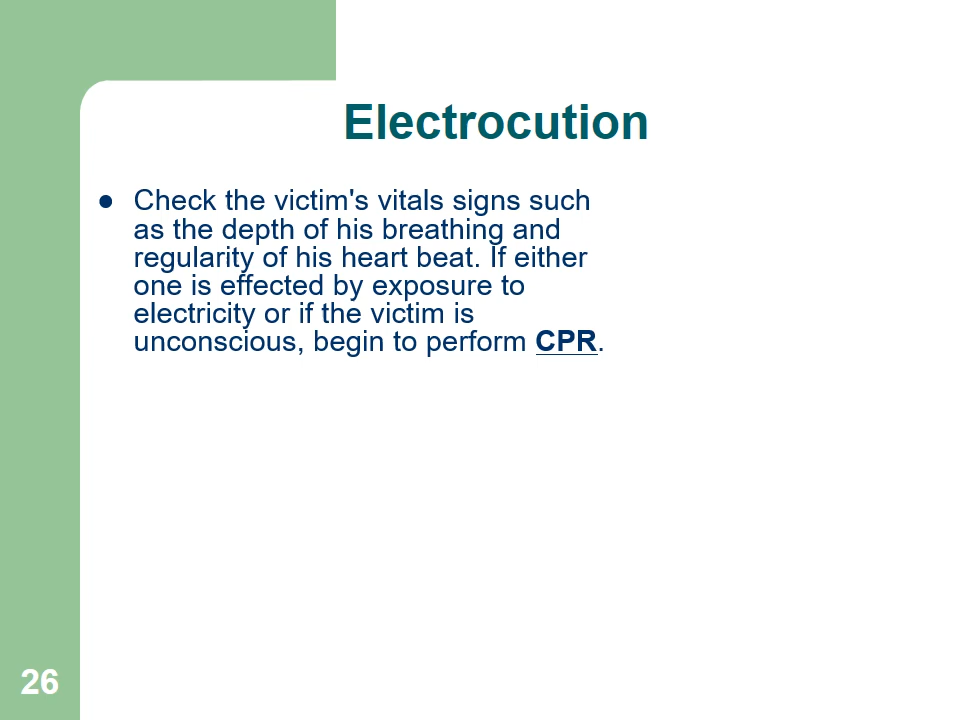 Electrocution
● Check the victim's vitals signs such
as the depth of his breathing and
regularity of his heart beat. If either
one is effected by exposure to
electricity or if the victim is
unconscious, begin to perform CPR.
26